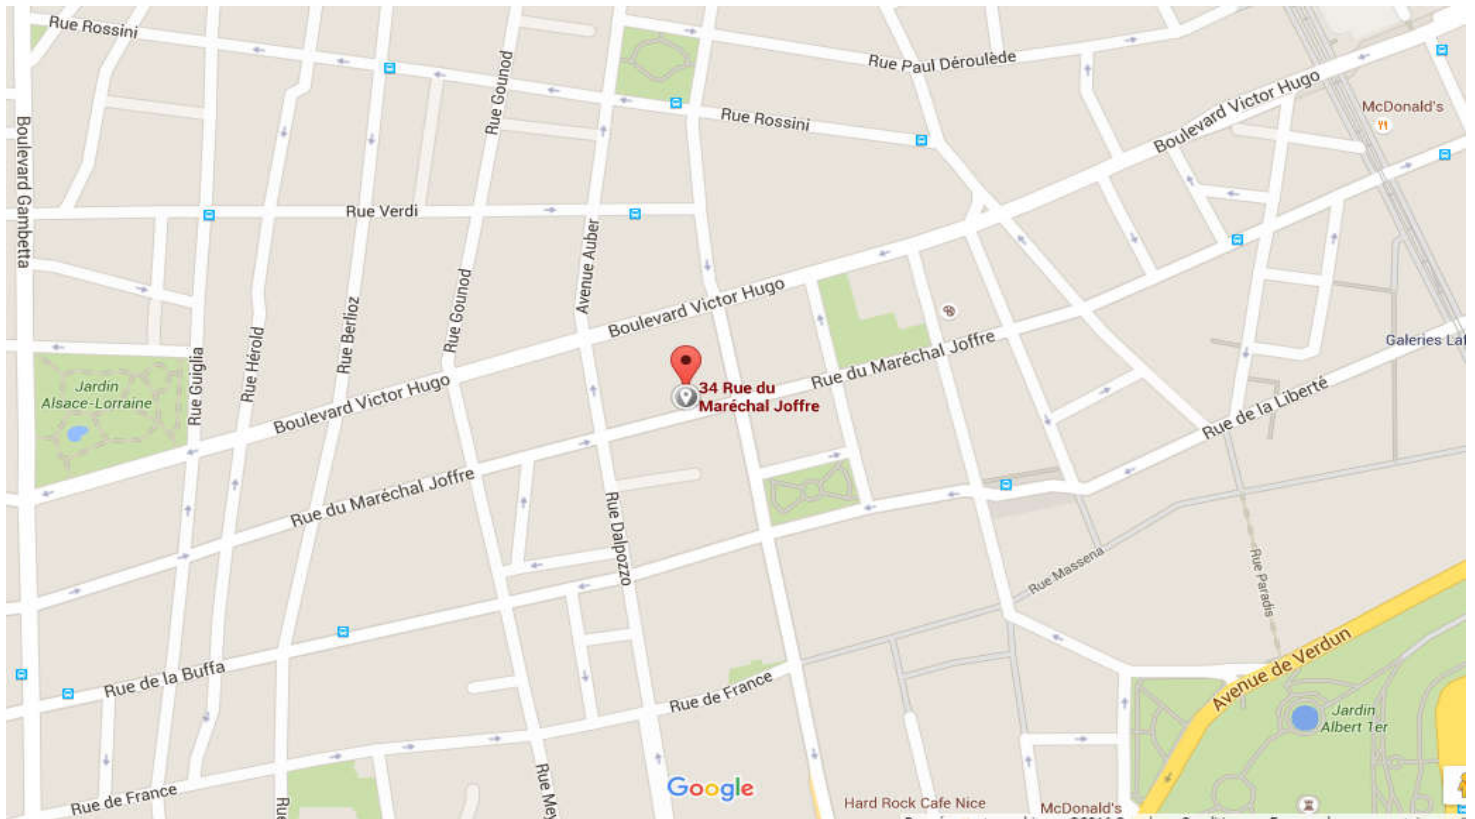 Rue Rossini
Rue Gounod
Rue Paul Déroulède
Boulevard Victor Hugo
McDonald's
Rue Rossini
Boulevard Gambetta
Rue Verdi
Avenue Auber
Rue Gounod
Rue Berlioz
Rue Hérold
Rue Guiglia
Boulevard Victor Hugo
Galeries Laf
Jardin
Alsace-Lorraine
Boulevard Victor Hugo
34 Rue du
Maréchal Joffre
Rue du Maréchal Joffre
Rue de la Liberté
Rue du Maréchal Joffre
Rue Dalpozzo
Rue Massena
Rue Paradis
Avenue de Verdun
Rue de la Buffa
Rue de France
Jardin
Albert 1er
Rue de France
Rue Mey
Google
Hard Rock Cafe Nice
McDonald's